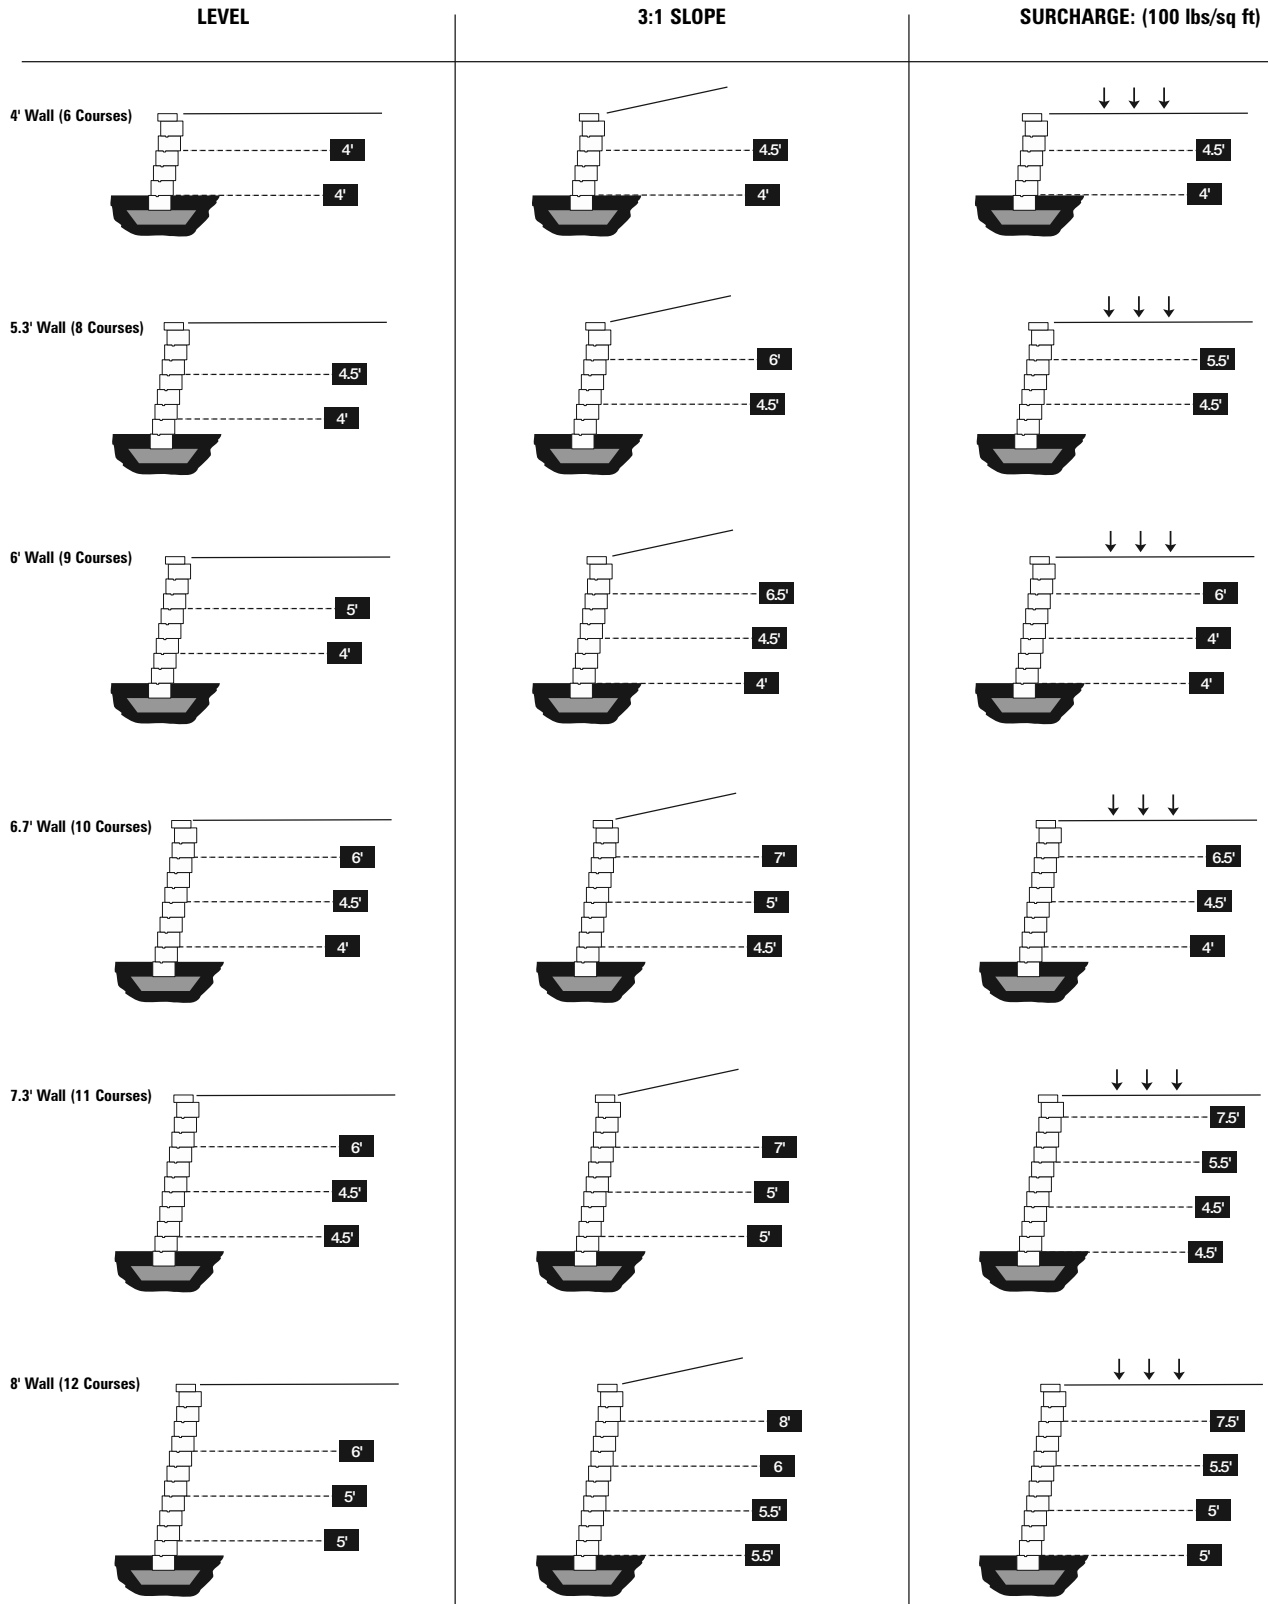 LEVEL 3:1 SLOPE SURCHARGE: (100 lbs/sq ft)
4' Wall (6 Courses)
4' 4.5' 4.5'
4' 4' 4'
5.3' Wall (8 Courses)
6' 5.5'
4.5'
4.5' 4.5'
4'
6' Wall (9 Courses)
6.5' 6'
5'
4.5' 4'
4'
4' 4'
6.7' Wall (10 Courses)
6' 7' 6.5'
4.5' 5' 4.5'
4' 4.5' 4'
7.3' Wall (11 Courses)
7.5'
6' 7'
5.5'
4.5' 5'
4.5'
4.5' 5'
4.5'
8' Wall (12 Courses)
8' 7.5'
6'
6 5.5'
5'
5.5' 5'
5'
5.5' 5'